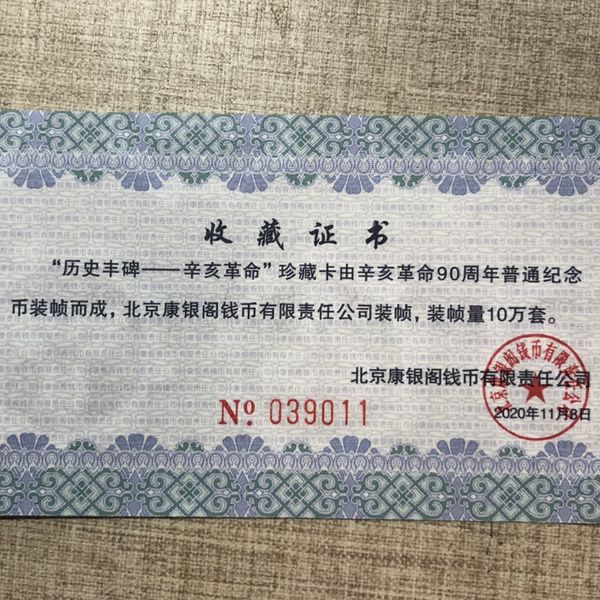 收藏证书
“历史丰碑——辛亥革命”珍藏卡由辛亥革命90周年普通纪念
币装帧而成，北京康银阁钱币有限责任公司装帧，装帧量10万套。
北京康银阁钱币有限责任公司
2020年11月8日
№ 039011